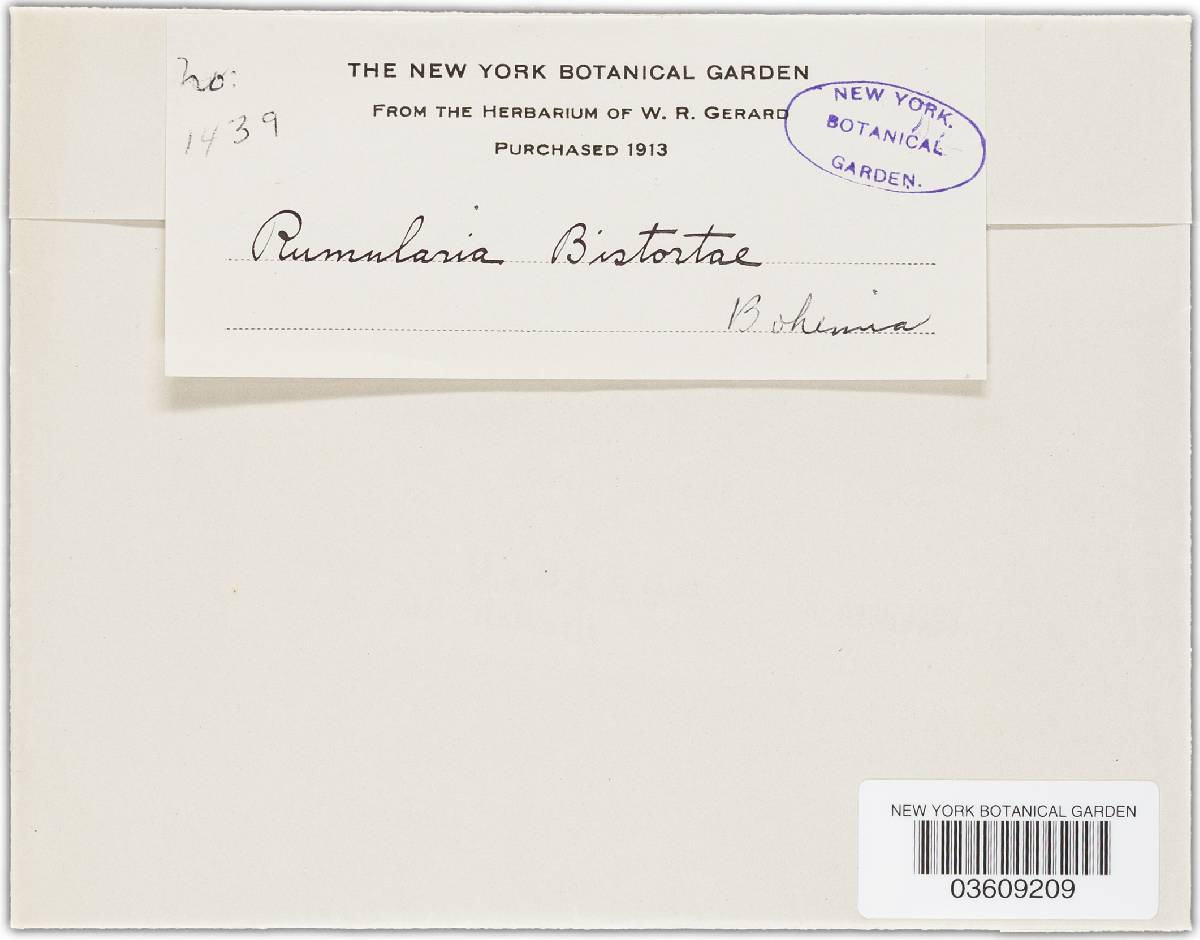 No:
1439
THE NEW YORK BOTANICAL GARDEN
FROM THE HERBARIUM OF W. R. GERARD
PURCHASED 1913
NEW YORK.
BOTANICAL
GARDEN.
Rumularia Bistortae
Bohemia
NEW YORK BOTANICAL GARDEN
03609209